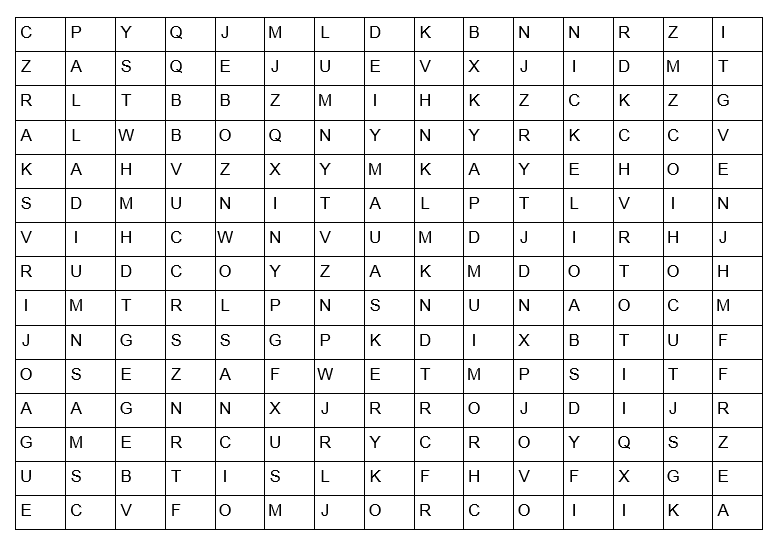 C P Y Q J M L D K B N N R Z I
Z A S Q E J U E V X J I D M T
R L T B B Z M I H K Z C K Z G
A L W B O Q N Y N Y R K C C V
K A H V Z X Y M K A Y E H O E
S D M U N I T A L P T L V I N
V I H C W N V U M D J I R H J
R U D C O Y Z A K M D O T O H
I M T R L P N S N U N A O C M
J N G S S G P K D I X B T U F
O S E Z A F W E T M P S I T F
A A G N N X J R R O J D I J R
G M E R C U R Y C R O Y Q S Z
U S B T I S L K F H V F X G E
E C V F O M J O R C O I I K A